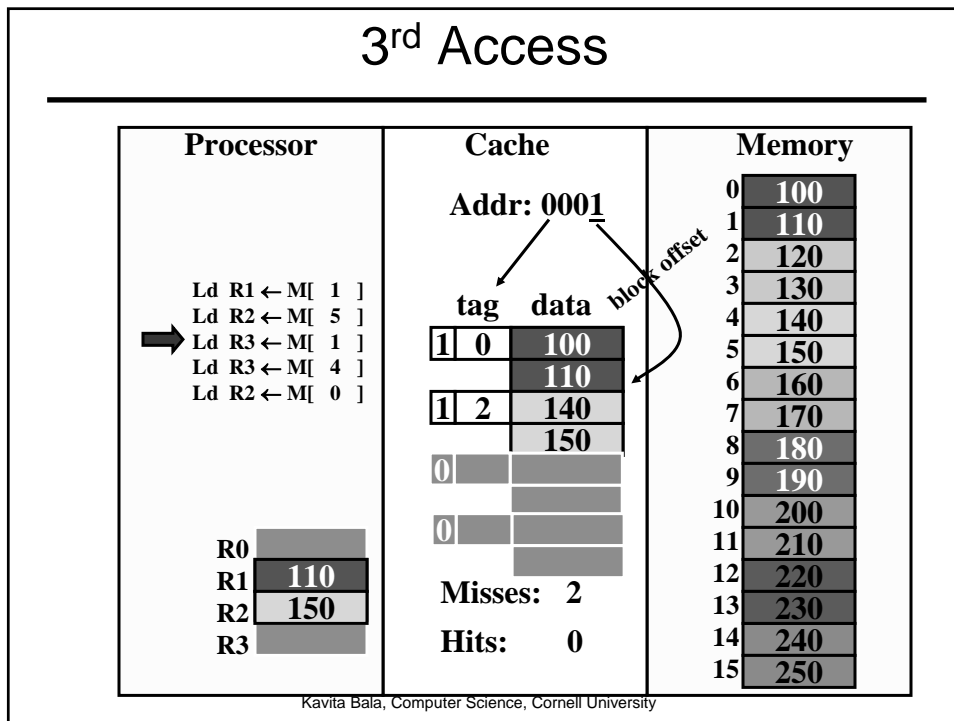 3rd Access
Processor
Ld R1 ← M[ 1 ]
Ld R2 ← M[ 5 ]
Ld R3 ← M[ 1 ]
Ld R3 ← M[ 4 ]
Ld R2 ← M[ 0 ]
R0
R1 110
R2 150
R3
Cache
Addr: 0001
block offset
tag data
1 0 100
110
1 2 140
150
0
0
Misses: 2
Hits: 0
Memory
0 100
1 110
2 120
3 130
4 140
5 150
6 160
7 170
8 180
9 190
10 200
11 210
12 220
13 230
14 240
15 250
Kavita Bala, Computer Science, Cornell University